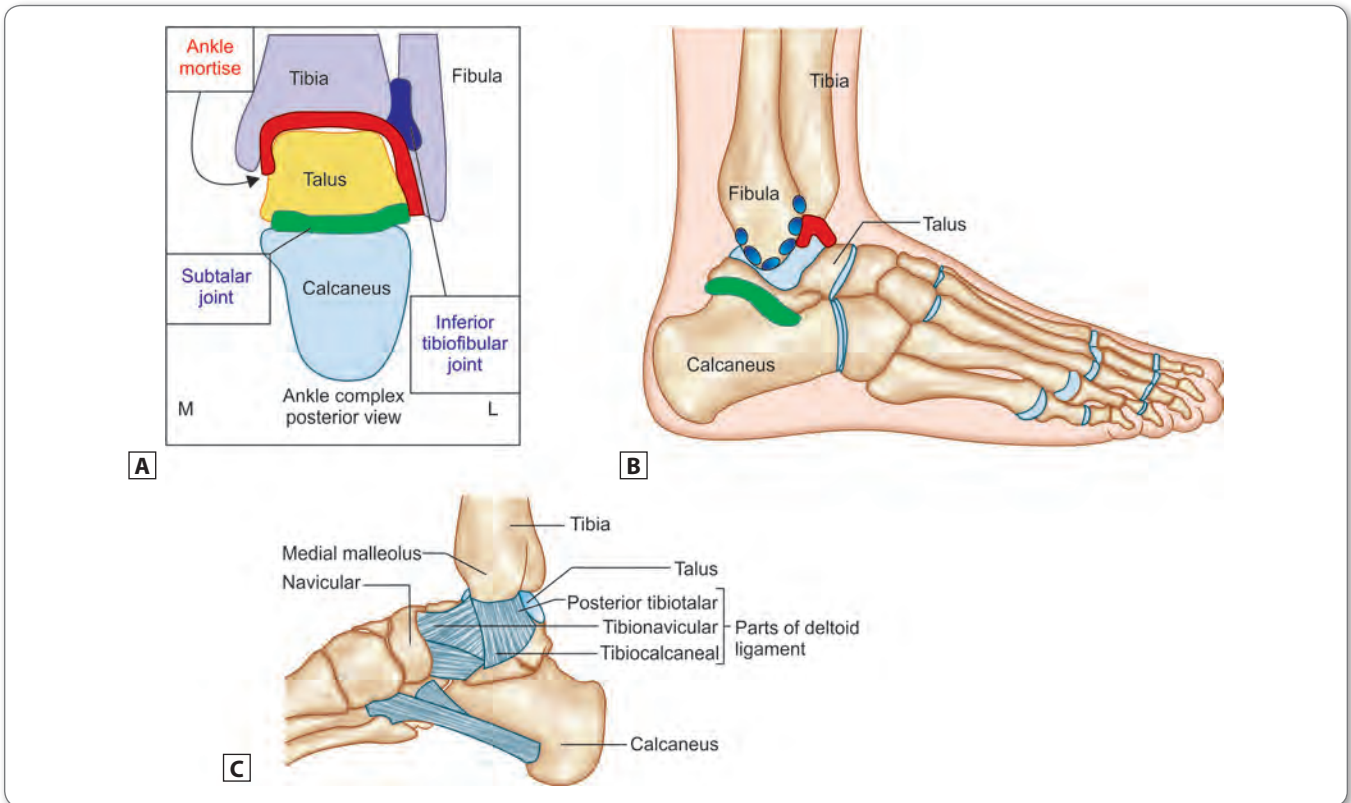 Ankle
mortise
Tibia
Fibula
Talus
Subtalar
joint
Calcaneus
Inferior
tibiofibular
joint
Ankle complex
posterior view
M
L
A
Tibia
Fibula
Talus
Calcaneus
B
Tibia
Medial malleolus
Navicular
Talus
Posterior tibiotalar
Tibionavicular
Tibiocalcaneal
Parts of deltoid
ligament
Calcaneus
C